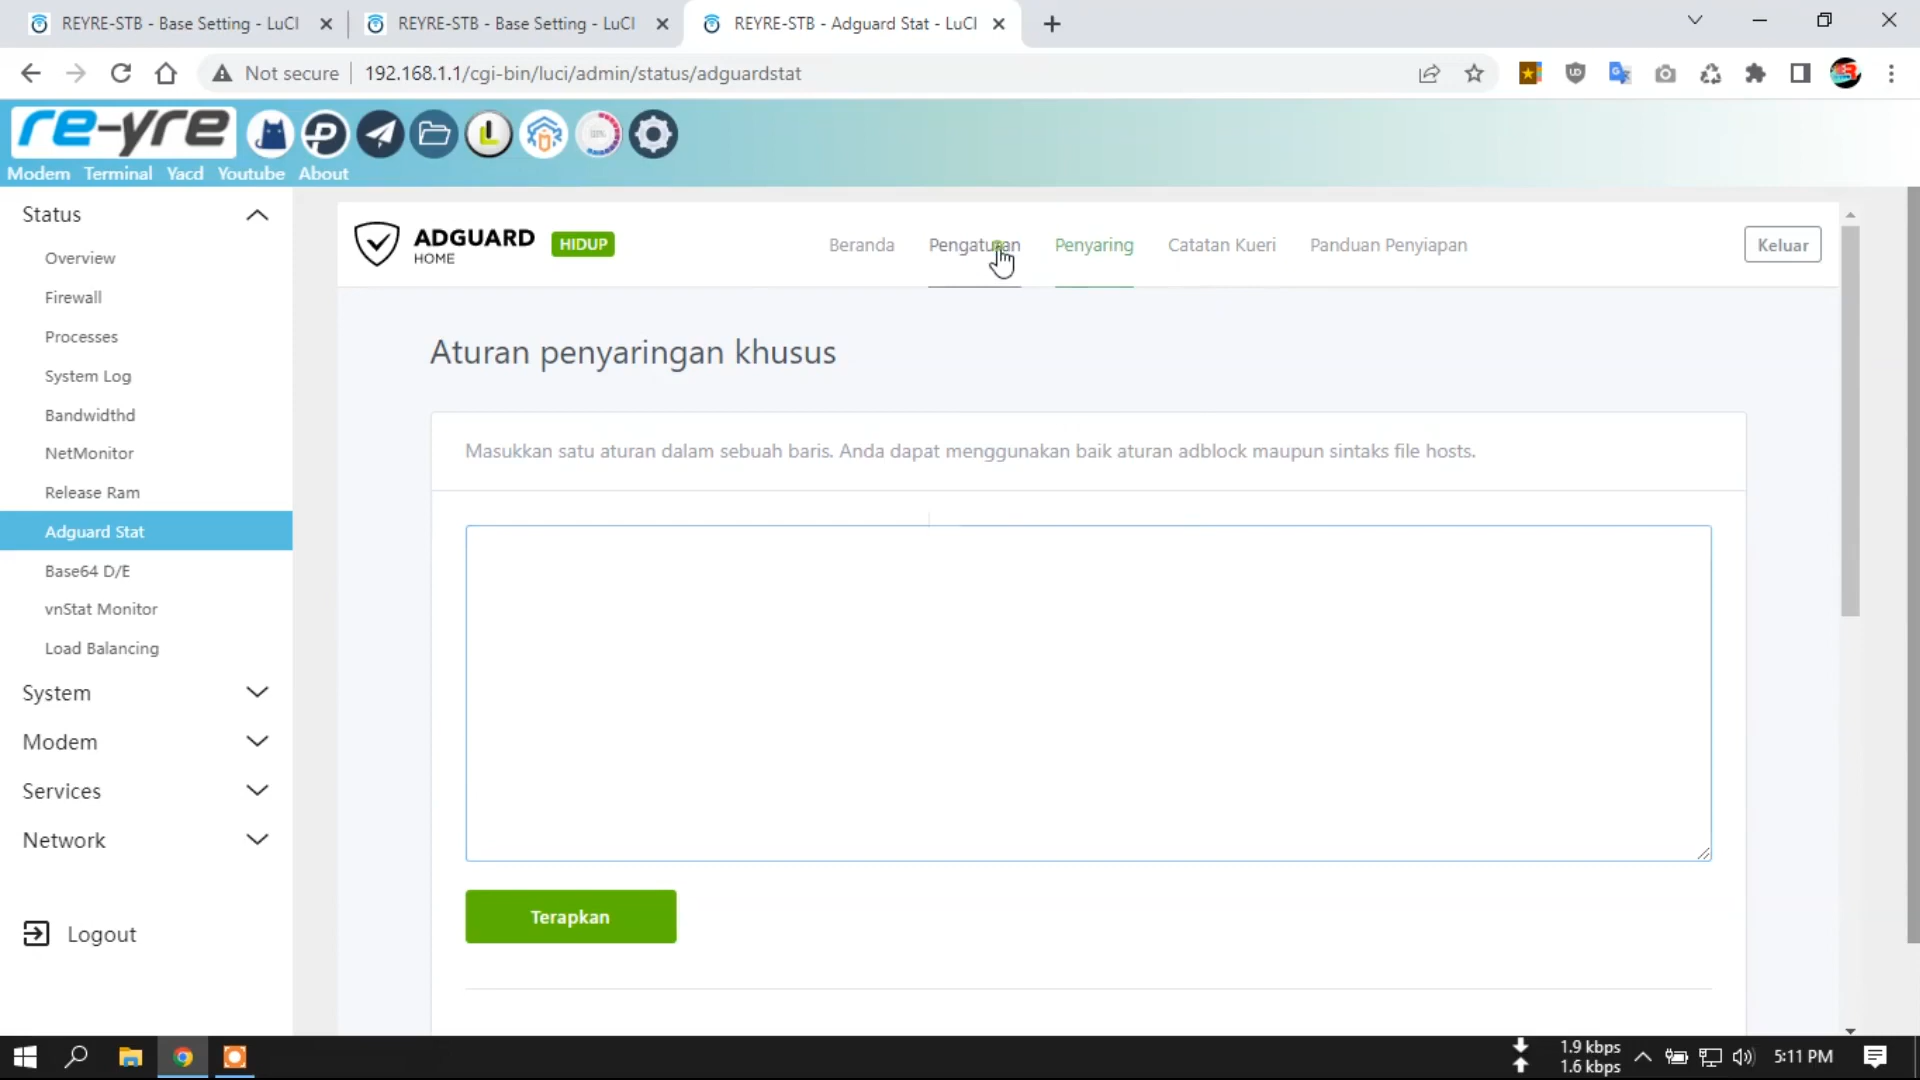 REYRE-STB - Base Setting - LuCI
REYRE-STB - Base Setting - LuCI
REYRE-STB - Adguard Stat - LuCI
Not secure
192.168.1.1/cgi-bin/luci/admin/status/adguardstat
re-yre
Modem Terminal Yacd Youtube About
Status
Overview
Firewall
Processes
System Log
Bandwidthd
NetMonitor
Release Ram
Adguard Stat
Base64 D/E
vnStat Monitor
Load Balancing
System
Modem
Services
Network
Logout
ADGUARD
HOME
HIDUP
Beranda
Pengaturan
Penyaring
Catatan Kueri
Panduan Penyiapan
Keluar
Aturan penyaringan khusus
Masukkan satu aturan dalam sebuah baris. Anda dapat menggunakan baik aturan adblock maupun sintaks file hosts.
Terapkan
1.9 kbps
1.6 kbps
5:11 PM